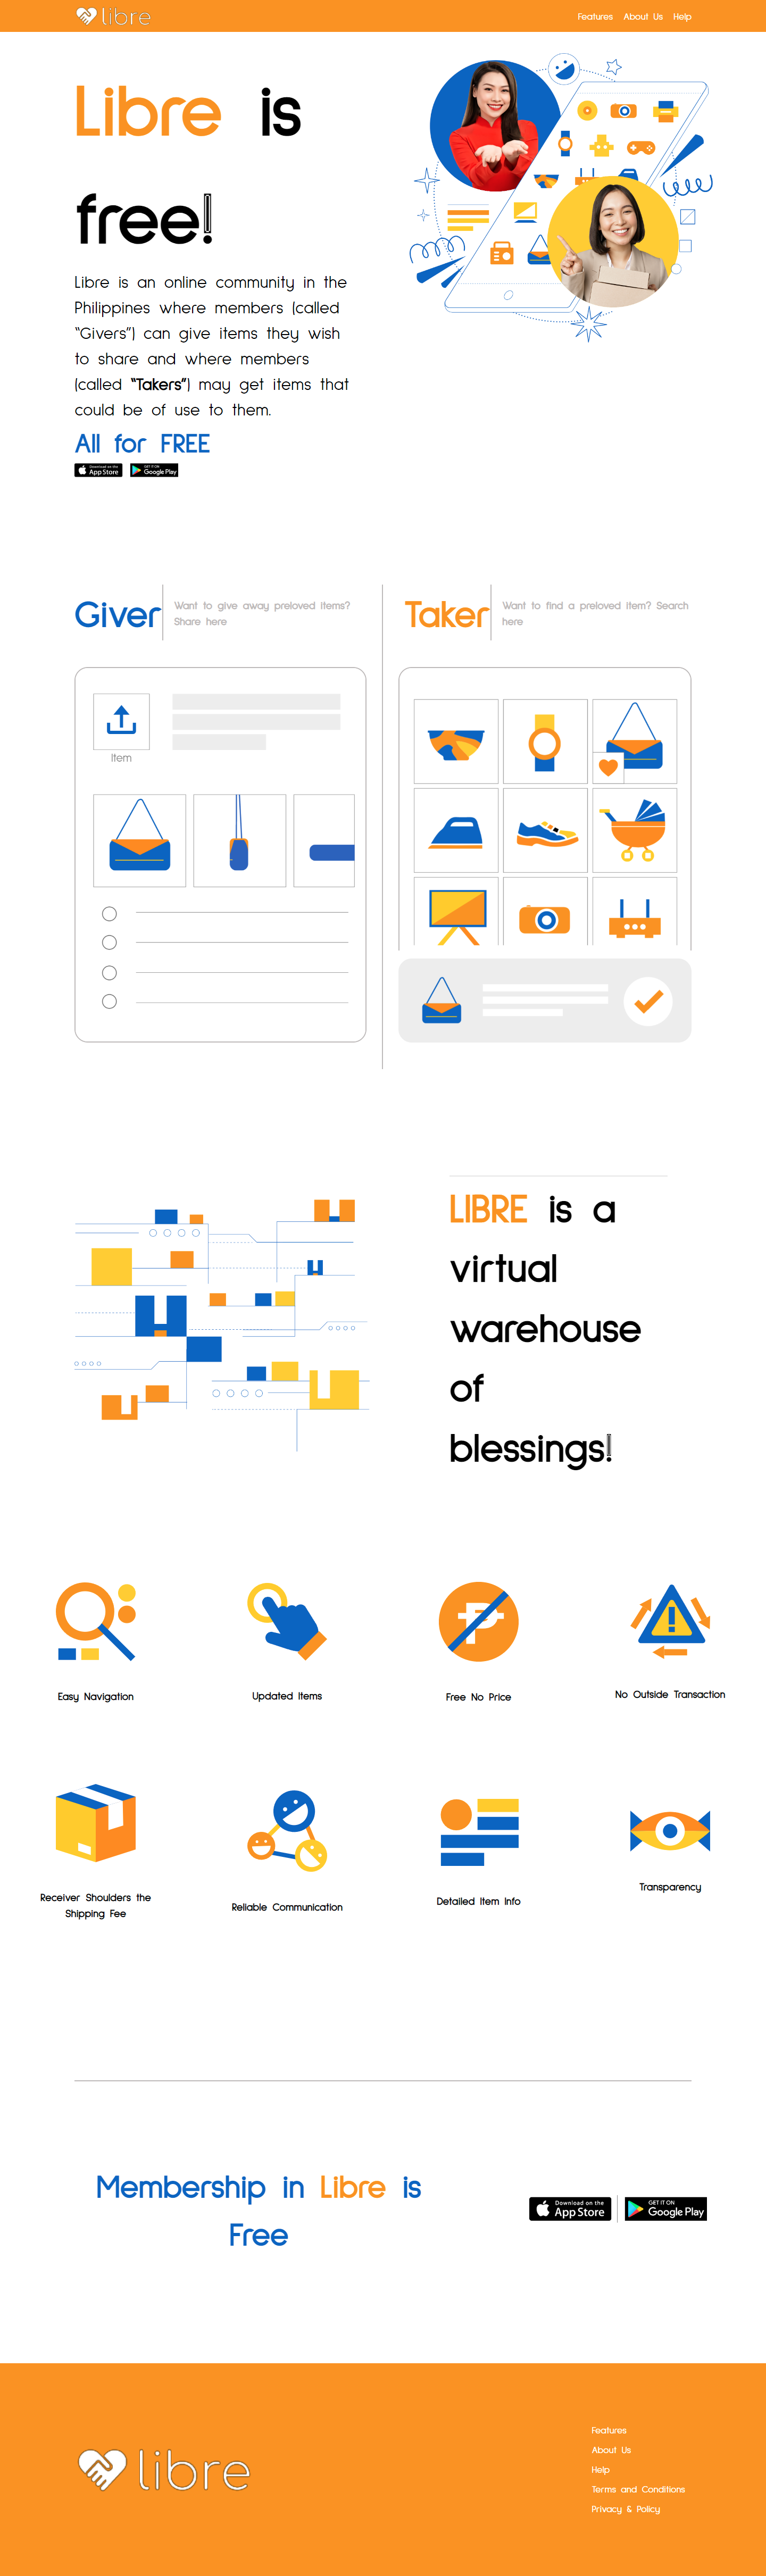 libre
Features About Us Help
Libre is
free!
Libre is an online community in the
Philippines where members (called
“Givers”) can give items they wish
to share and where members
(called “Takers”) may get items that
could be of use to them.
All for FREE
Download on the App Store
GET IT ON Google Play
Giver
Want to give away preloved items?
Share here
Taker
Want to find a preloved item? Search
here
Item
LIBRE is a
virtual
warehouse
of
blessings!
Easy Navigation
Updated Items
Free No Price
No Outside Transaction
Receiver Shoulders the
Shipping Fee
Reliable Communication
Detailed Item Info
Transparency
Membership in Libre is
Free
Download on the App Store
GET IT ON Google Play
libre
Features
About Us
Help
Terms and Conditions
Privacy & Policy